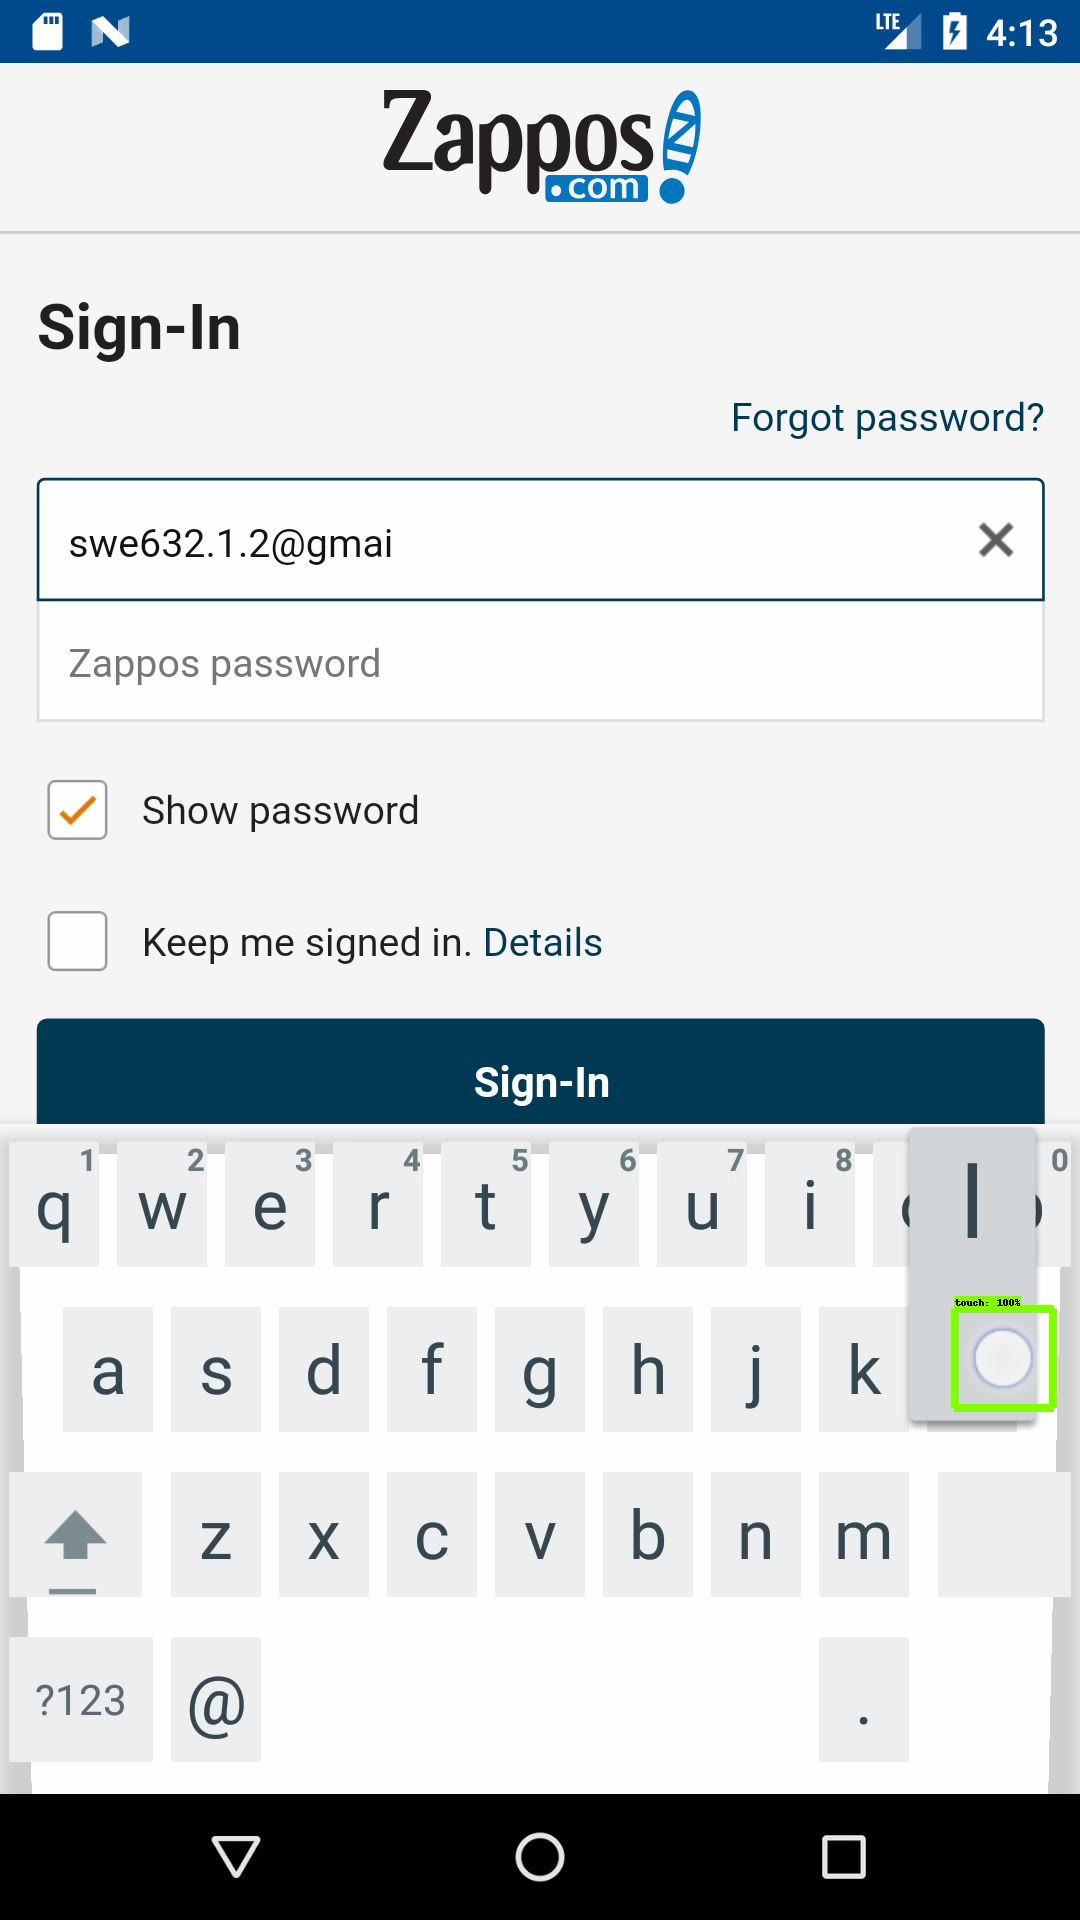 LTE 4:13
Zappos
.com
Sign-In
Forgot password?
swe632.1.2@gmai
Zappos password
Show password
Keep me signed in. Details
Sign-In
1 2 3 4 5 6 7 8 0
q w e r t y u i l
touch: 100%
a s d f g h j k
z x c v b n m
?123 @ .